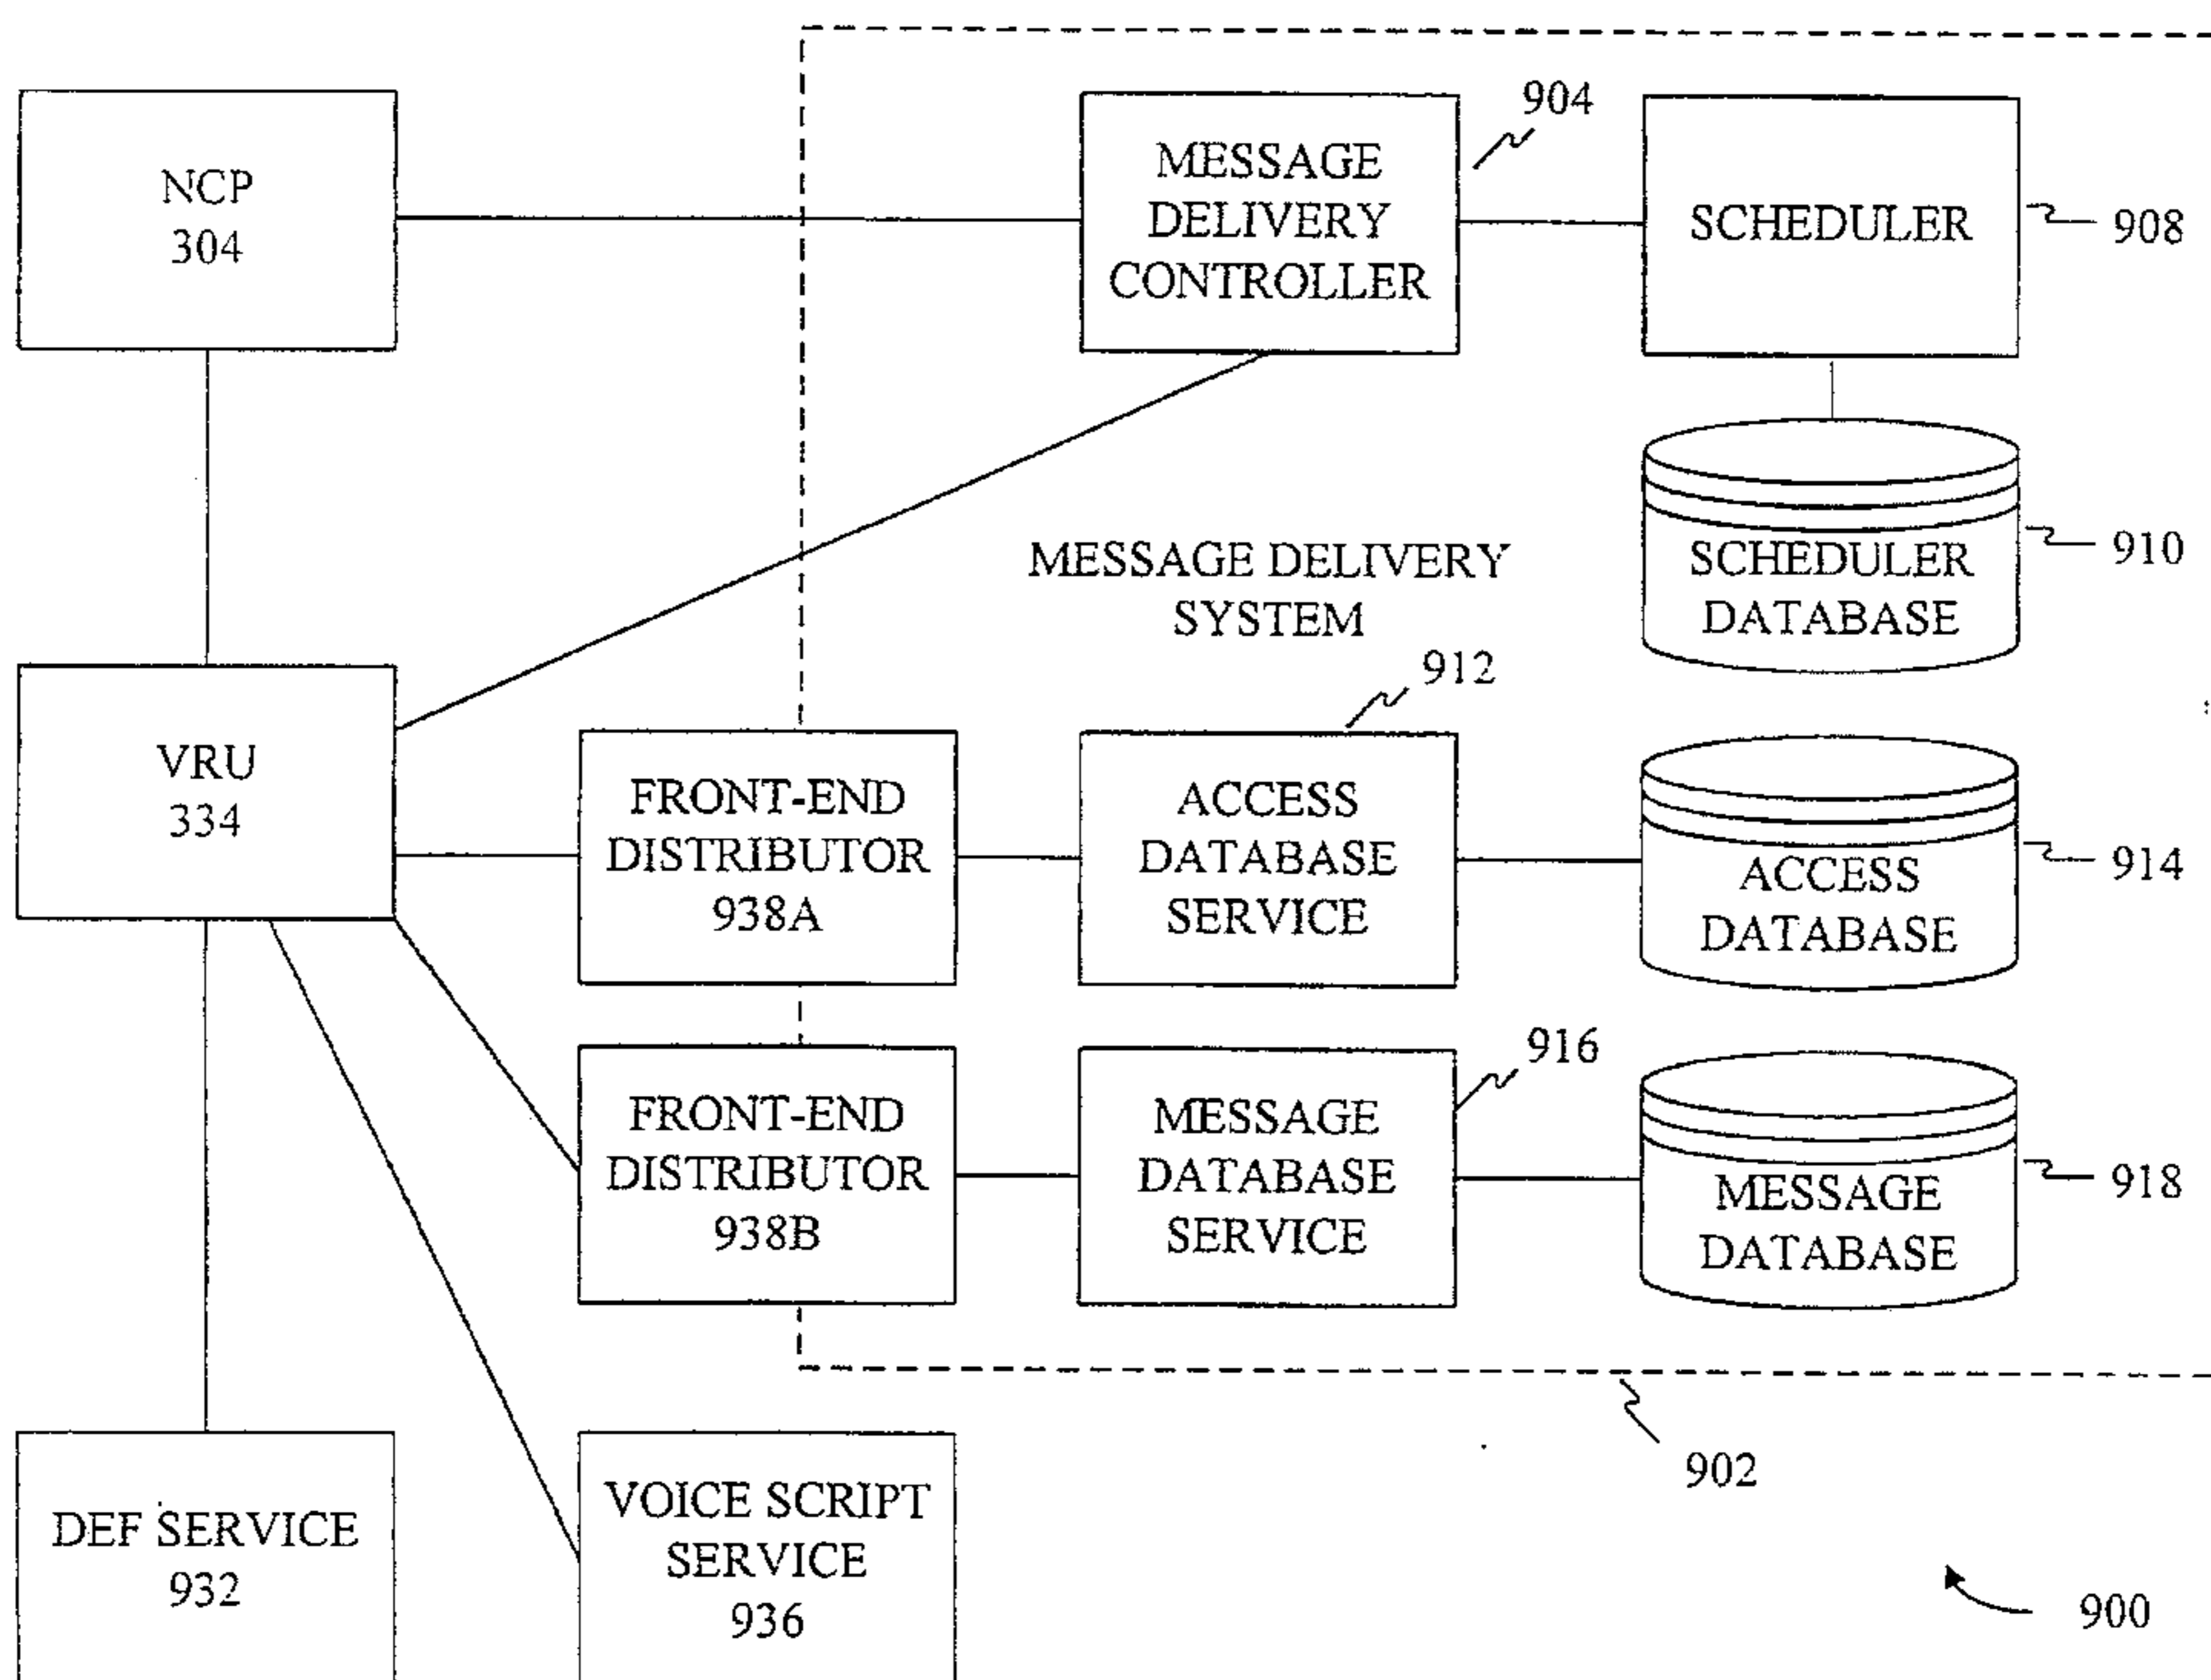 904
NCP
304
MESSAGE
DELIVERY
CONTROLLER
SCHEDULER
908
MESSAGE DELIVERY
SYSTEM
SCHEDULER
DATABASE
910
912
VRU
334
FRONT-END
DISTRIBUTOR
938A
ACCESS
DATABASE
SERVICE
ACCESS
DATABASE
914
916
FRONT-END
DISTRIBUTOR
938B
MESSAGE
DATABASE
SERVICE
MESSAGE
DATABASE
918
902
DEF SERVICE
932
VOICE SCRIPT
SERVICE
936
900